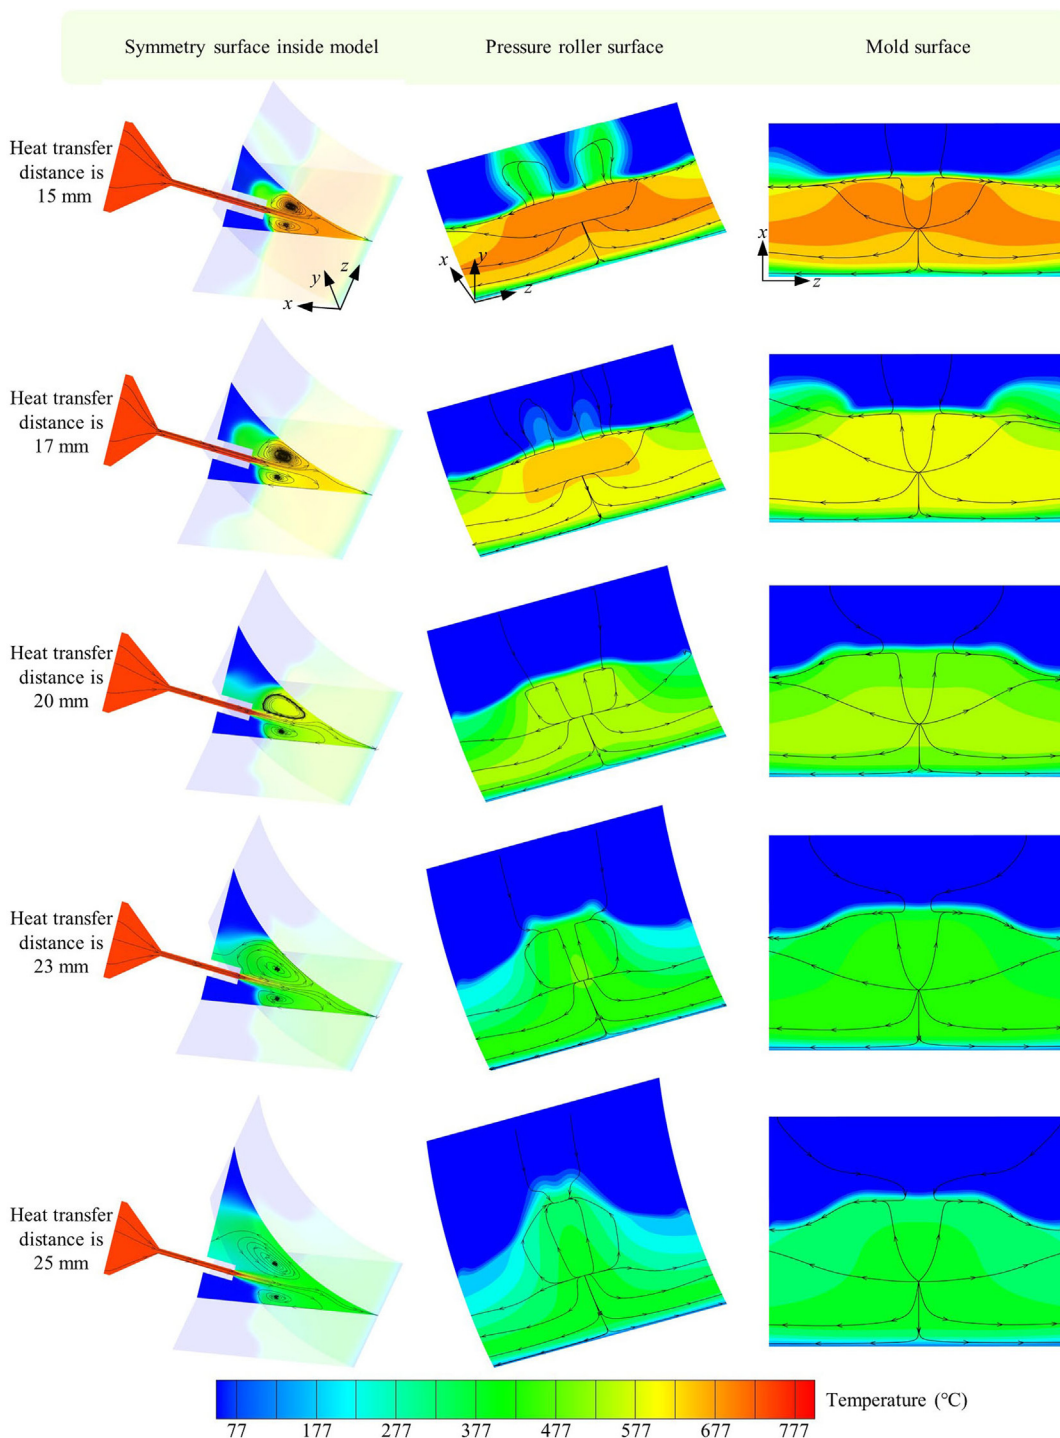 Symmetry surface inside model
Pressure roller surface
Mold surface
Heat transfer
distance is
15 mm
x
y
z
x
y
z
x
z
Heat transfer
distance is
17 mm
Heat transfer
distance is
20 mm
Heat transfer
distance is
23 mm
Heat transfer
distance is
25 mm
Temperature (°C)
77 177 277 377 477 577 677 777